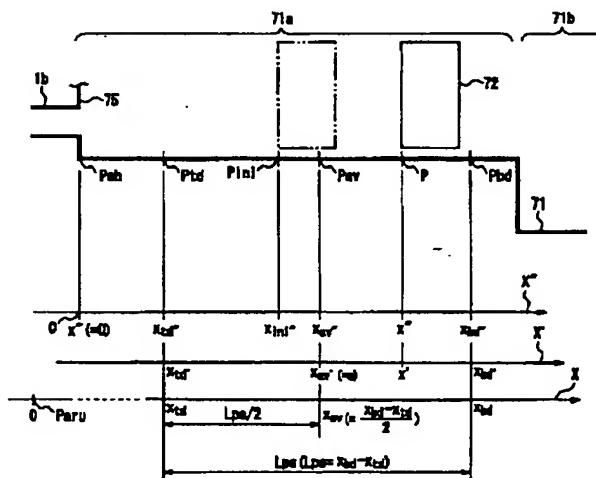 71a
71b
1b
75
72
Psh
Ptd
Pini
Pav
P
Pbd
71
0
x"(=0)
xtd"
xini"
xav"
x"
xbd"
X"
xtd'
xav'(=0)
x'
xbd'
X'
0
Paru
xtd
Lps/2
xav(=xbd-xtd/2)
xbd
X
Lps(Lps=xbd-xtd)